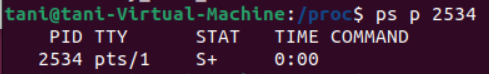 tani@tani-Virtual-Machine:/proc$ ps p 2534
PID TTY STAT TIME COMMAND
2534 pts/1 S+ 0:00